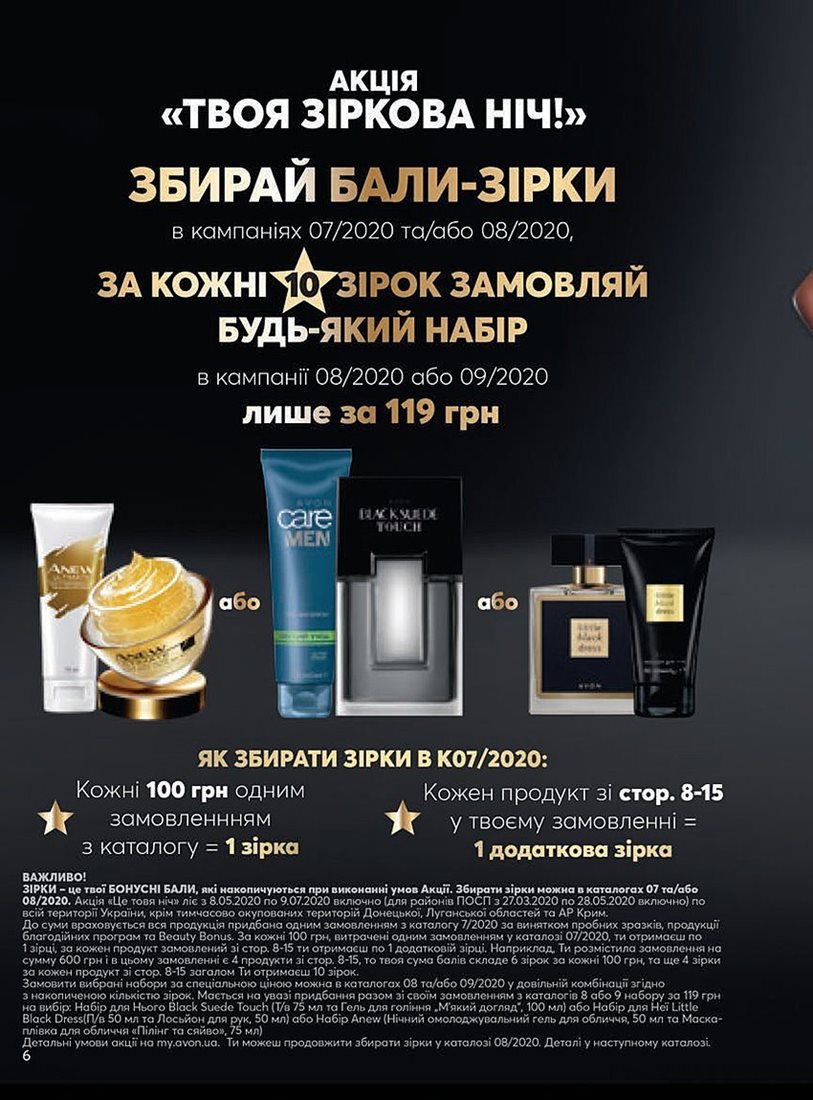 АКЦІЯ
«ТВОЯ ЗІРКОВА НІЧ!»
ЗБИРАЙ БАЛИ-ЗІРКИ
в кампаніях 07/2020 та/або 08/2020,
ЗА КОЖНІ 10 ЗІРОК ЗАМОВЛЯЙ
БУДЬ-ЯКИЙ НАБІР
в кампанії 08/2020 або 09/2020
лише за 119 грн
AVON
care
MEN
BLACK SUEDE
TOUCH
ANEW
ULTIMATE
або
або
ANEW
little
black
dress
AVON
little
black
dress
ЯК ЗБИРАТИ ЗІРКИ В К07/2020:
Кожні 100 грн одним
замовленнням
з каталогу = 1 зірка
Кожен продукт зі стор. 8-15
у твоєму замовленні =
1 додаткова зірка
ВАЖЛИВО!
ЗІРКИ – це твої БОНУСНІ БАЛИ, які накопичуються при виконанні умов Акції. Збирати зірки можна в каталогах 07 та/або
08/2020. Акція «Це товя ніч» ліє з 8.05.2020 по 9.07.2020 включно (для районів ПОСП з 27.03.2020 по 28.05.2020 включно) по
всій території України, крім тимчасово окупованих територій Донецької, Луганської областей та АР Крим.
До суми враховується вся продукція придбана одним замовленням з каталогу 7/2020 за винятком пробних зразків, продукції
благодійних програм та Beauty Bonus. За кожні 100 грн, витрачені одним замовленням у каталозі 07/2020, ти отримаєш по
1 зірці, за кожен продукт замовлений зі стор. 8-15 ти отримаєш по 1 додатковій зірці. Наприклад, Ти розмістила замовлення на
сумму 600 грн і в цьому замовленні є 4 продукти зі стор. 8-15, то твоя сума балів складе 6 зірок за кожні 100 грн, та ще 4 зірки
за кожен продукт зі стор. 8-15 загалом Ти отримаєш 10 зірок.
Замовити вибрані набори за спеціальною ціною можна в каталогах 08 та/або 09/2020 у довільній комбінації згідно
з накопиченою кількістю зірок. Мається на увазі придбання разом зі своїм замовленням з каталогів 8 або 9 набору за 119 грн
на вибір: Набір для Нього Black Suede Touch (Т/в 75 мл та Гель для гоління „М'який догляд", 100 мл) або Набір для Неї Little
Black Dress(П/в 50 мл та Лосьйон для рук, 50 мл) або Набір Anew (Нічний омолоджувальний гель для обличчя, 50 мл та Маска-
плівка для обличчя «Пілінг та сяйво», 75 мл)
Детальні умови акції на my.avon.ua. Ти можеш продовжити збирати зірки у каталозі 08/2020. Деталі у наступному каталозі.
6